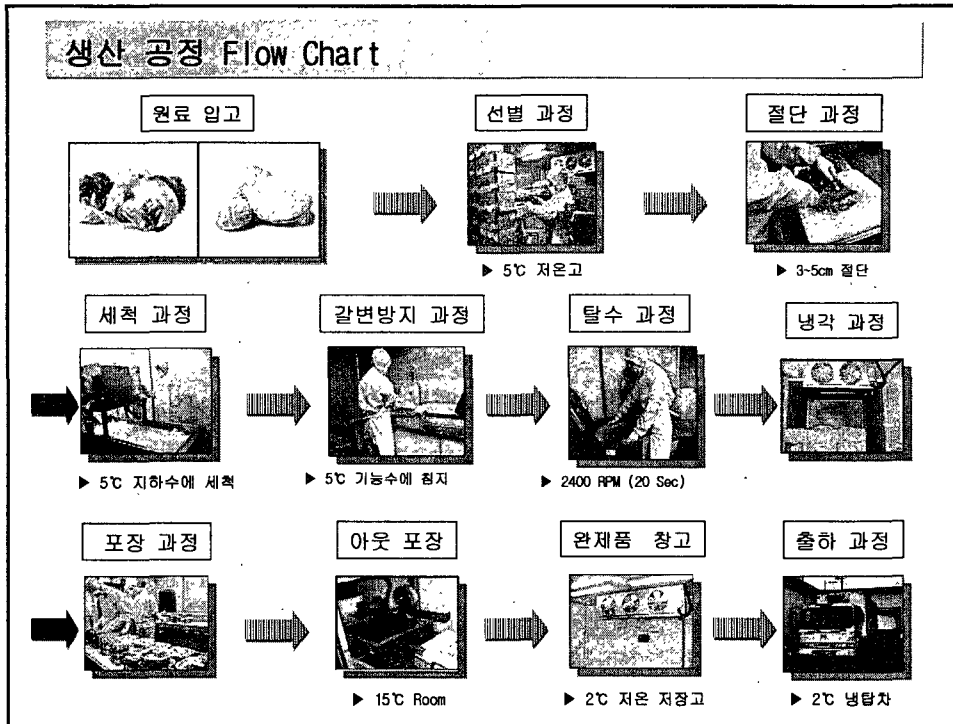 생산 공정 Flow Chart
원료 입고
선별 과정
절단 과정
▶ 5℃ 저온고
▶ 3~5cm 절단
세척 과정
갈변방지 과정
탈수 과정
냉각 과정
▶ 5℃ 지하수에 세척
▶ 5℃ 기능수에 침지
▶ 2400 RPM (20 Sec)
포장 과정
아웃 포장
완제품 창고
출하 과정
▶ 15℃ Room
▶ 2℃ 저온 저장고
▶ 2℃ 냉탑차